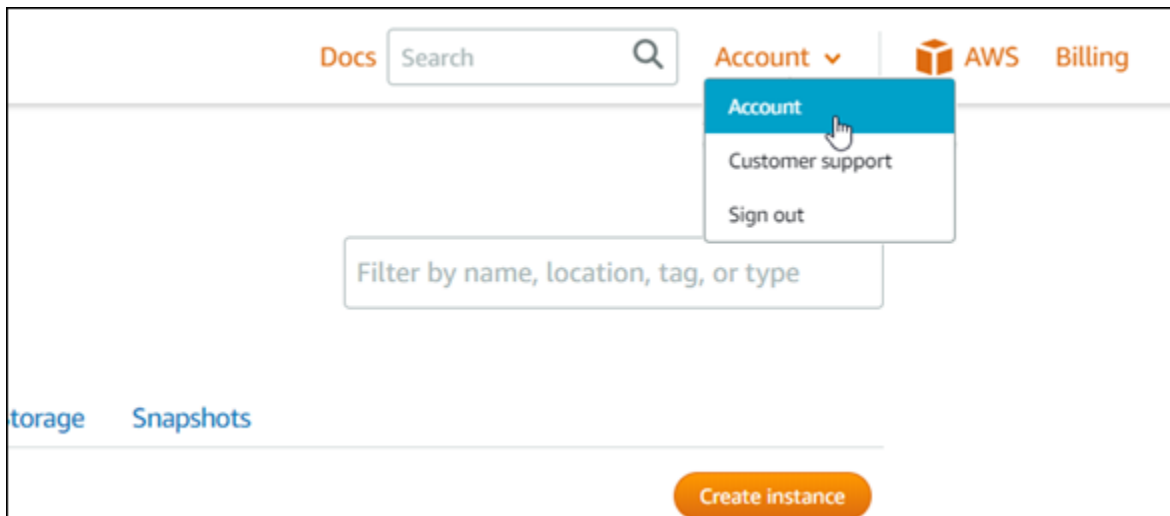 Docs Search Account AWS Billing
Account
Customer support
Sign out
Filter by name, location, tag, or type
torage Snapshots
Create instance